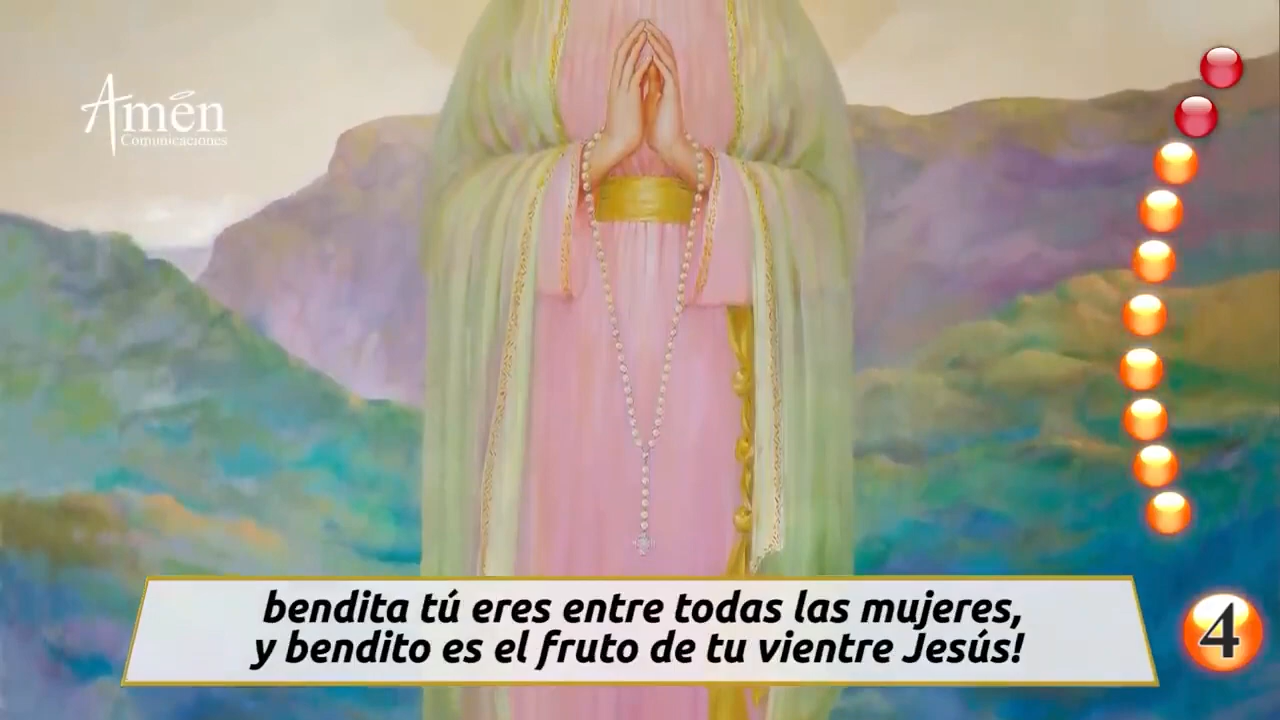 Amén
Comunicaciones
bendita tú eres entre todas las mujeres,
y bendito es el fruto de tu vientre Jesús!
4